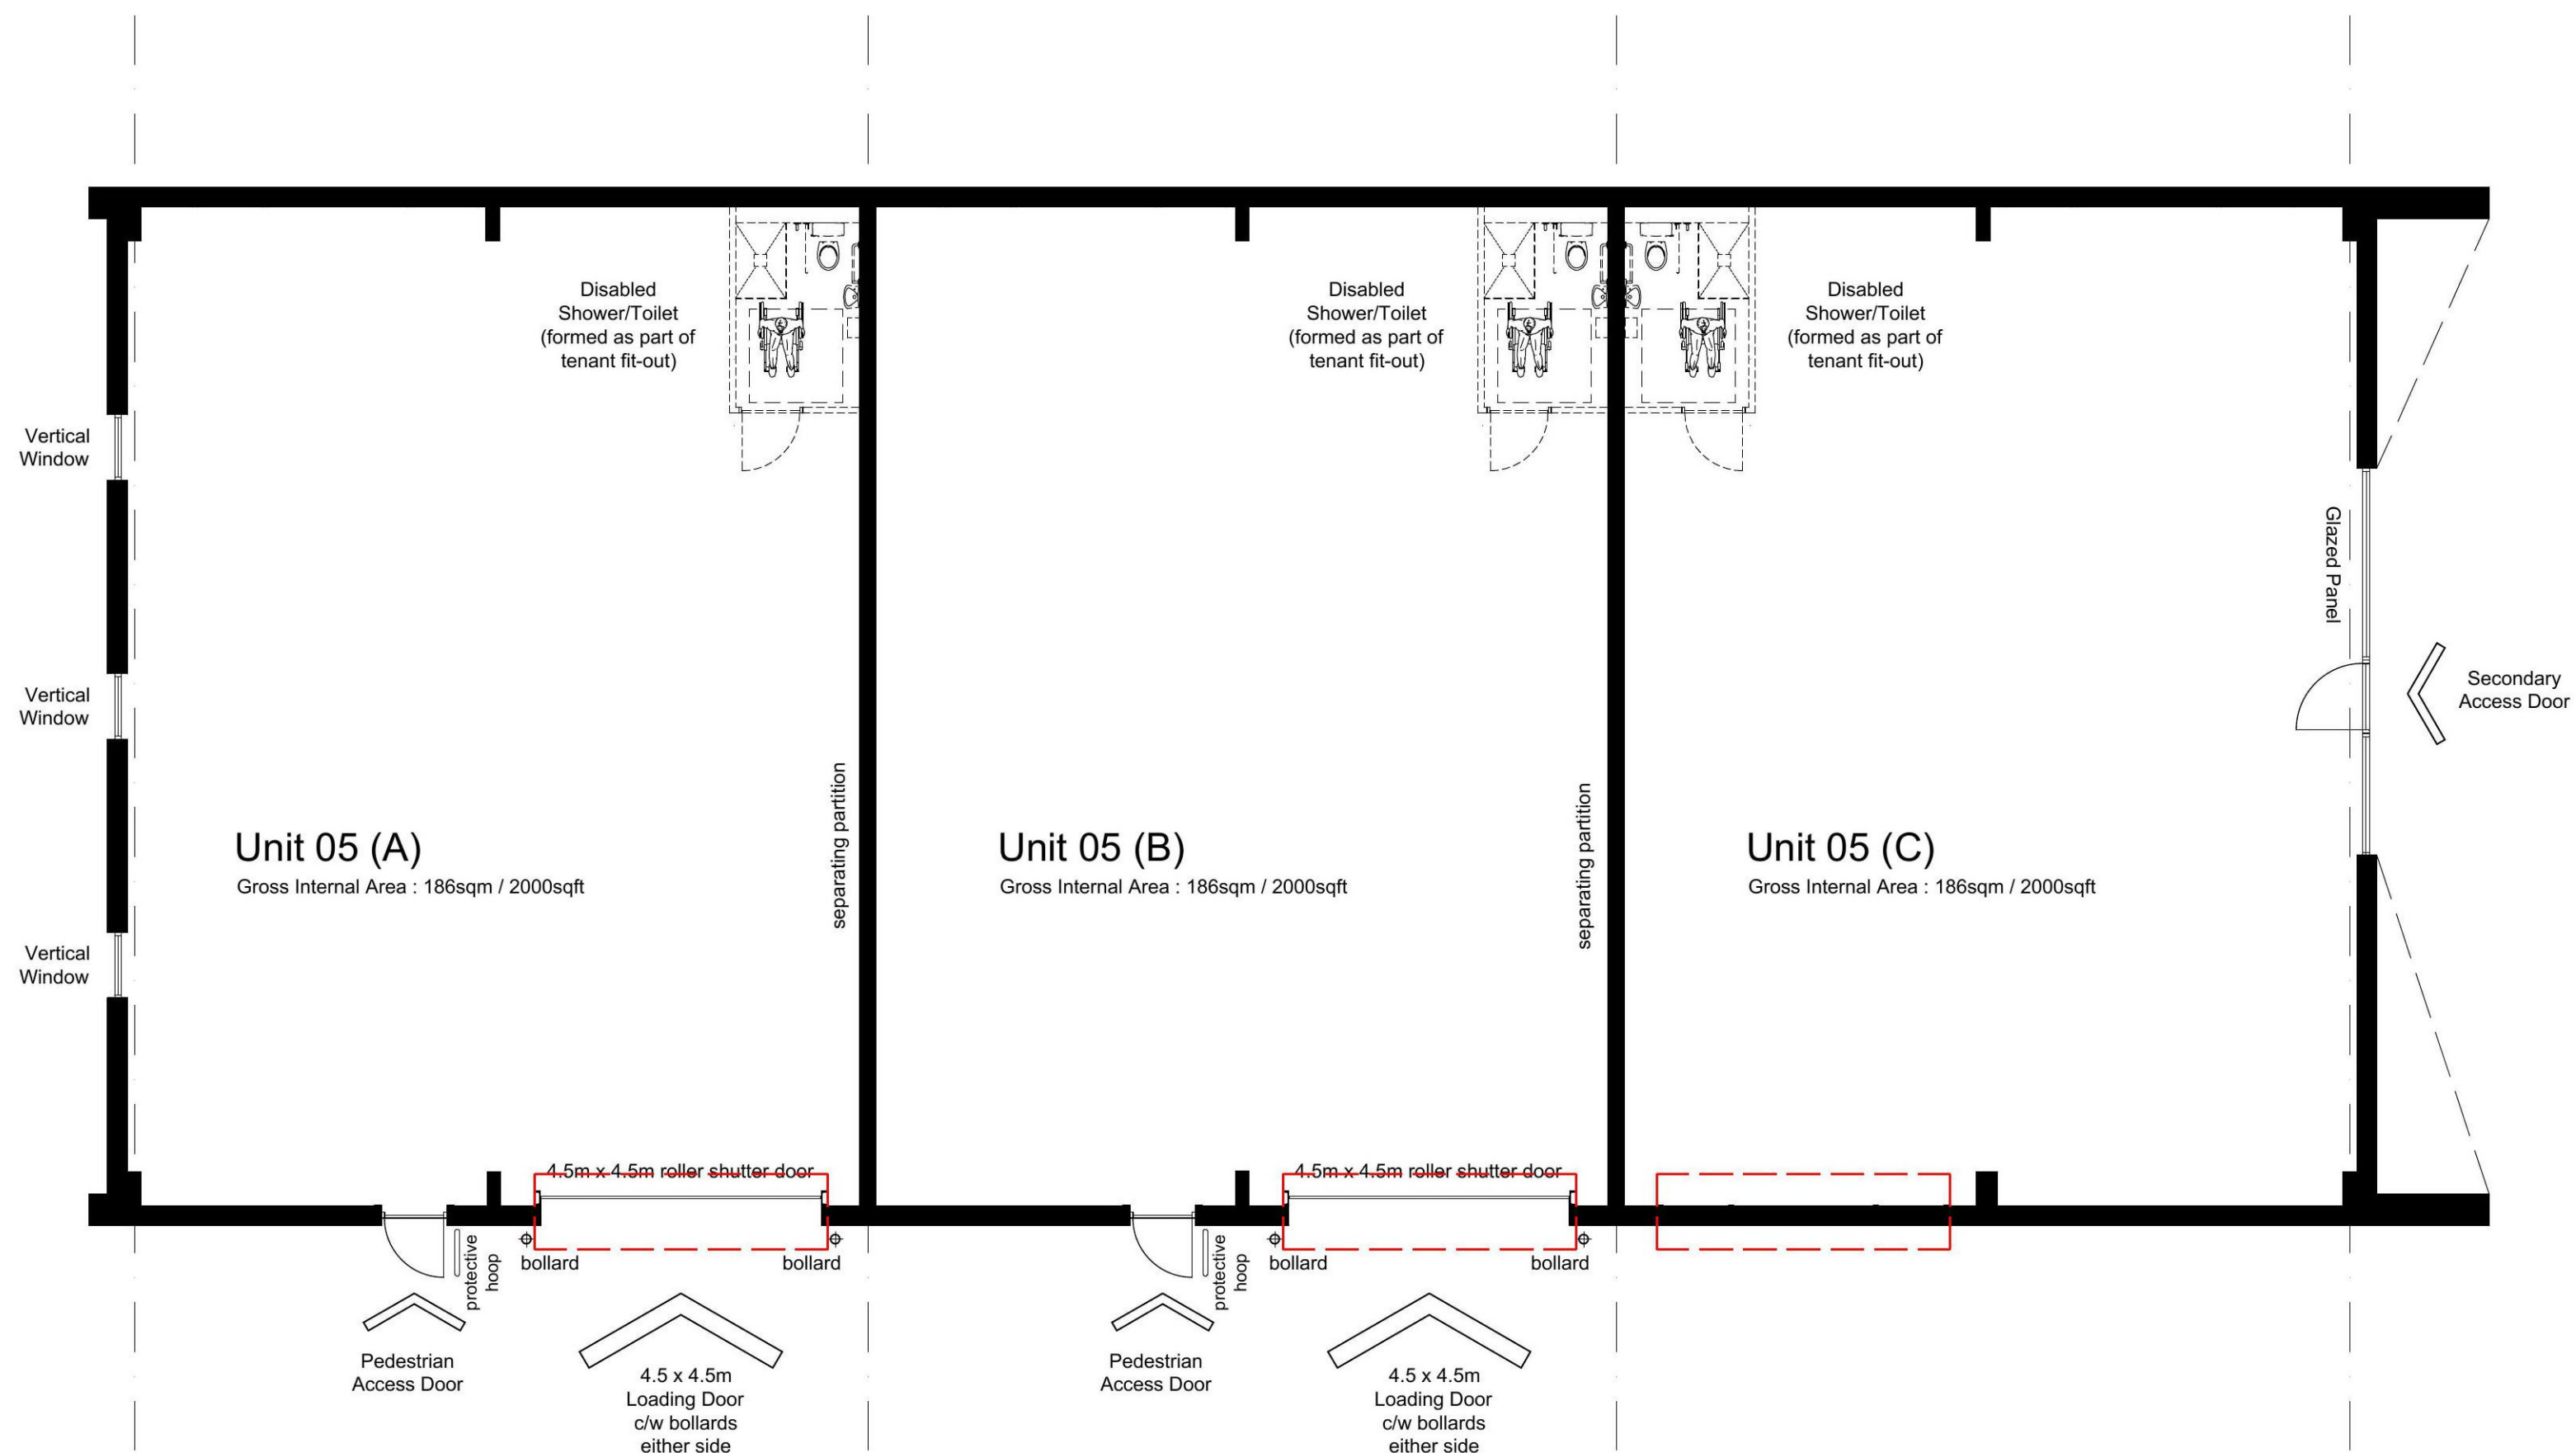 Disabled
Shower/Toilet
(formed as part of
tenant fit-out)
Disabled
Shower/Toilet
(formed as part of
tenant fit-out)
Disabled
Shower/Toilet
(formed as part of
tenant fit-out)
Vertical
Window
Vertical
Window
Vertical
Window
Glazed Panel
Secondary
Access Door
separating partition
separating partition
Unit 05 (A)
Gross Internal Area : 186sqm / 2000sqft
Unit 05 (B)
Gross Internal Area : 186sqm / 2000sqft
Unit 05 (C)
Gross Internal Area : 186sqm / 2000sqft
4.5m x 4.5m roller shutter door
4.5m x 4.5m roller shutter door
protective
hoop
bollard
bollard
protective
hoop
bollard
bollard
Pedestrian
Access Door
4.5 x 4.5m
Loading Door
c/w bollards
either side
Pedestrian
Access Door
4.5 x 4.5m
Loading Door
c/w bollards
either side